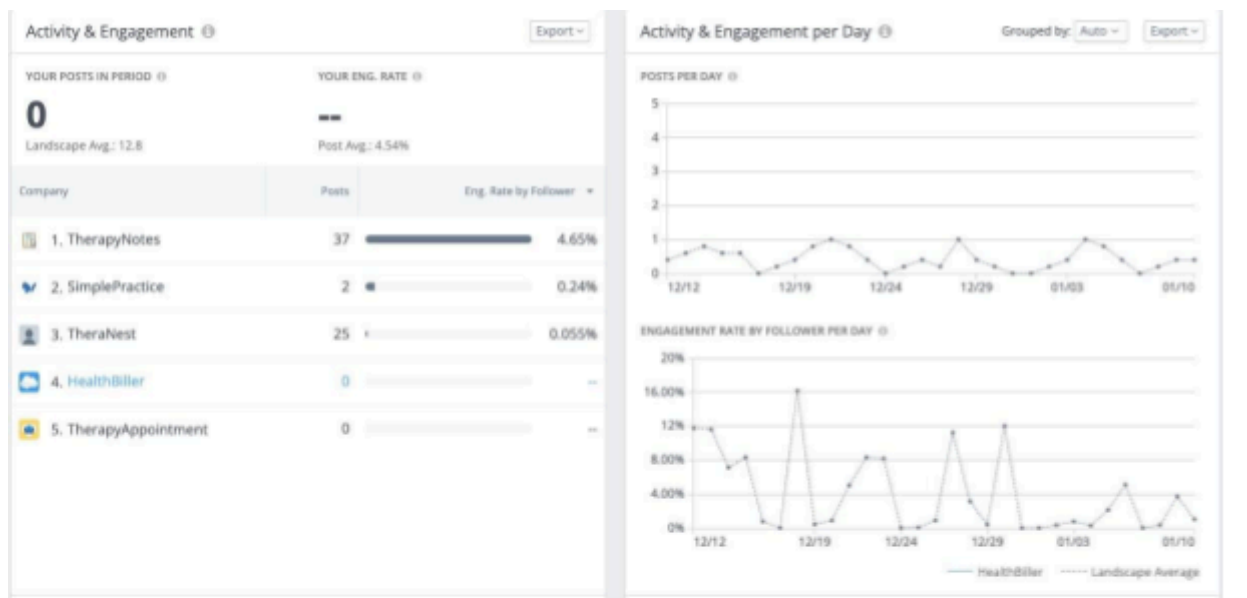 Activity & Engagement
Export
YOUR POSTS IN PERIOD
YOUR ENG. RATE
0
--
Landscape Avg.: 12.8
Post Avg.: 4.54%
Company Posts Eng. Rate by Follower
1. TherapyNotes 37 4.65%
2. SimplePractice 2 0.24%
3. TheraNest 25 0.055%
4. HealthBiller 0 --
5. TherapyAppointment 0 --
Activity & Engagement per Day
Grouped by: Auto
Export
POSTS PER DAY
5
4
3
2
1
0
12/12 12/19 12/24 12/29 01/03 01/10
ENGAGEMENT RATE BY FOLLOWER PER DAY
20%
16.00%
12%
8.00%
4.00%
0%
12/12 12/19 12/24 12/29 01/03 01/10
HealthBiller Landscape Average